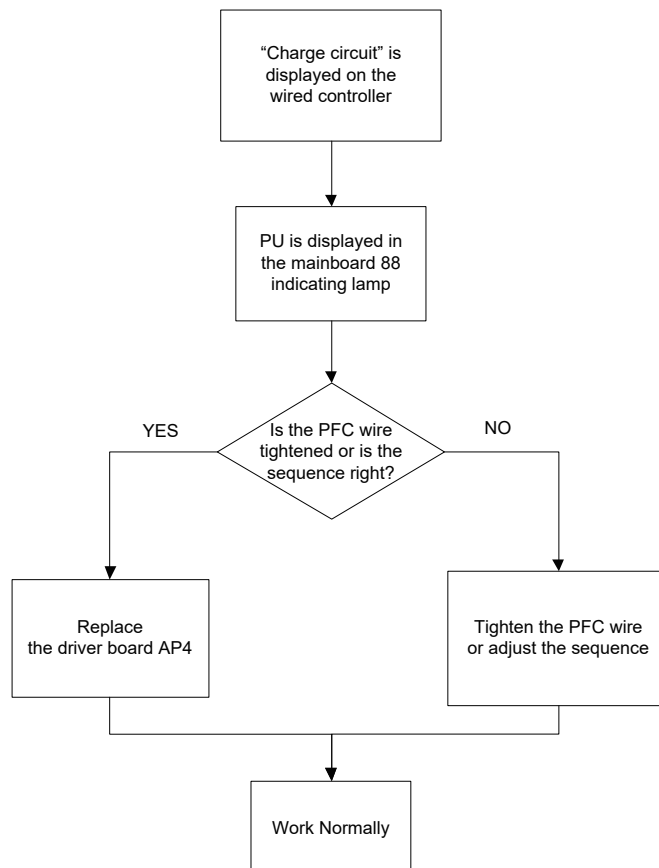 “Charge circuit” is
displayed on the
wired controller
PU is displayed in
the mainboard 88
indicating lamp
YES
Is the PFC wire
tightened or is the
sequence right?
NO
Replace
the driver board AP4
Tighten the PFC wire
or adjust the sequence
Work Normally